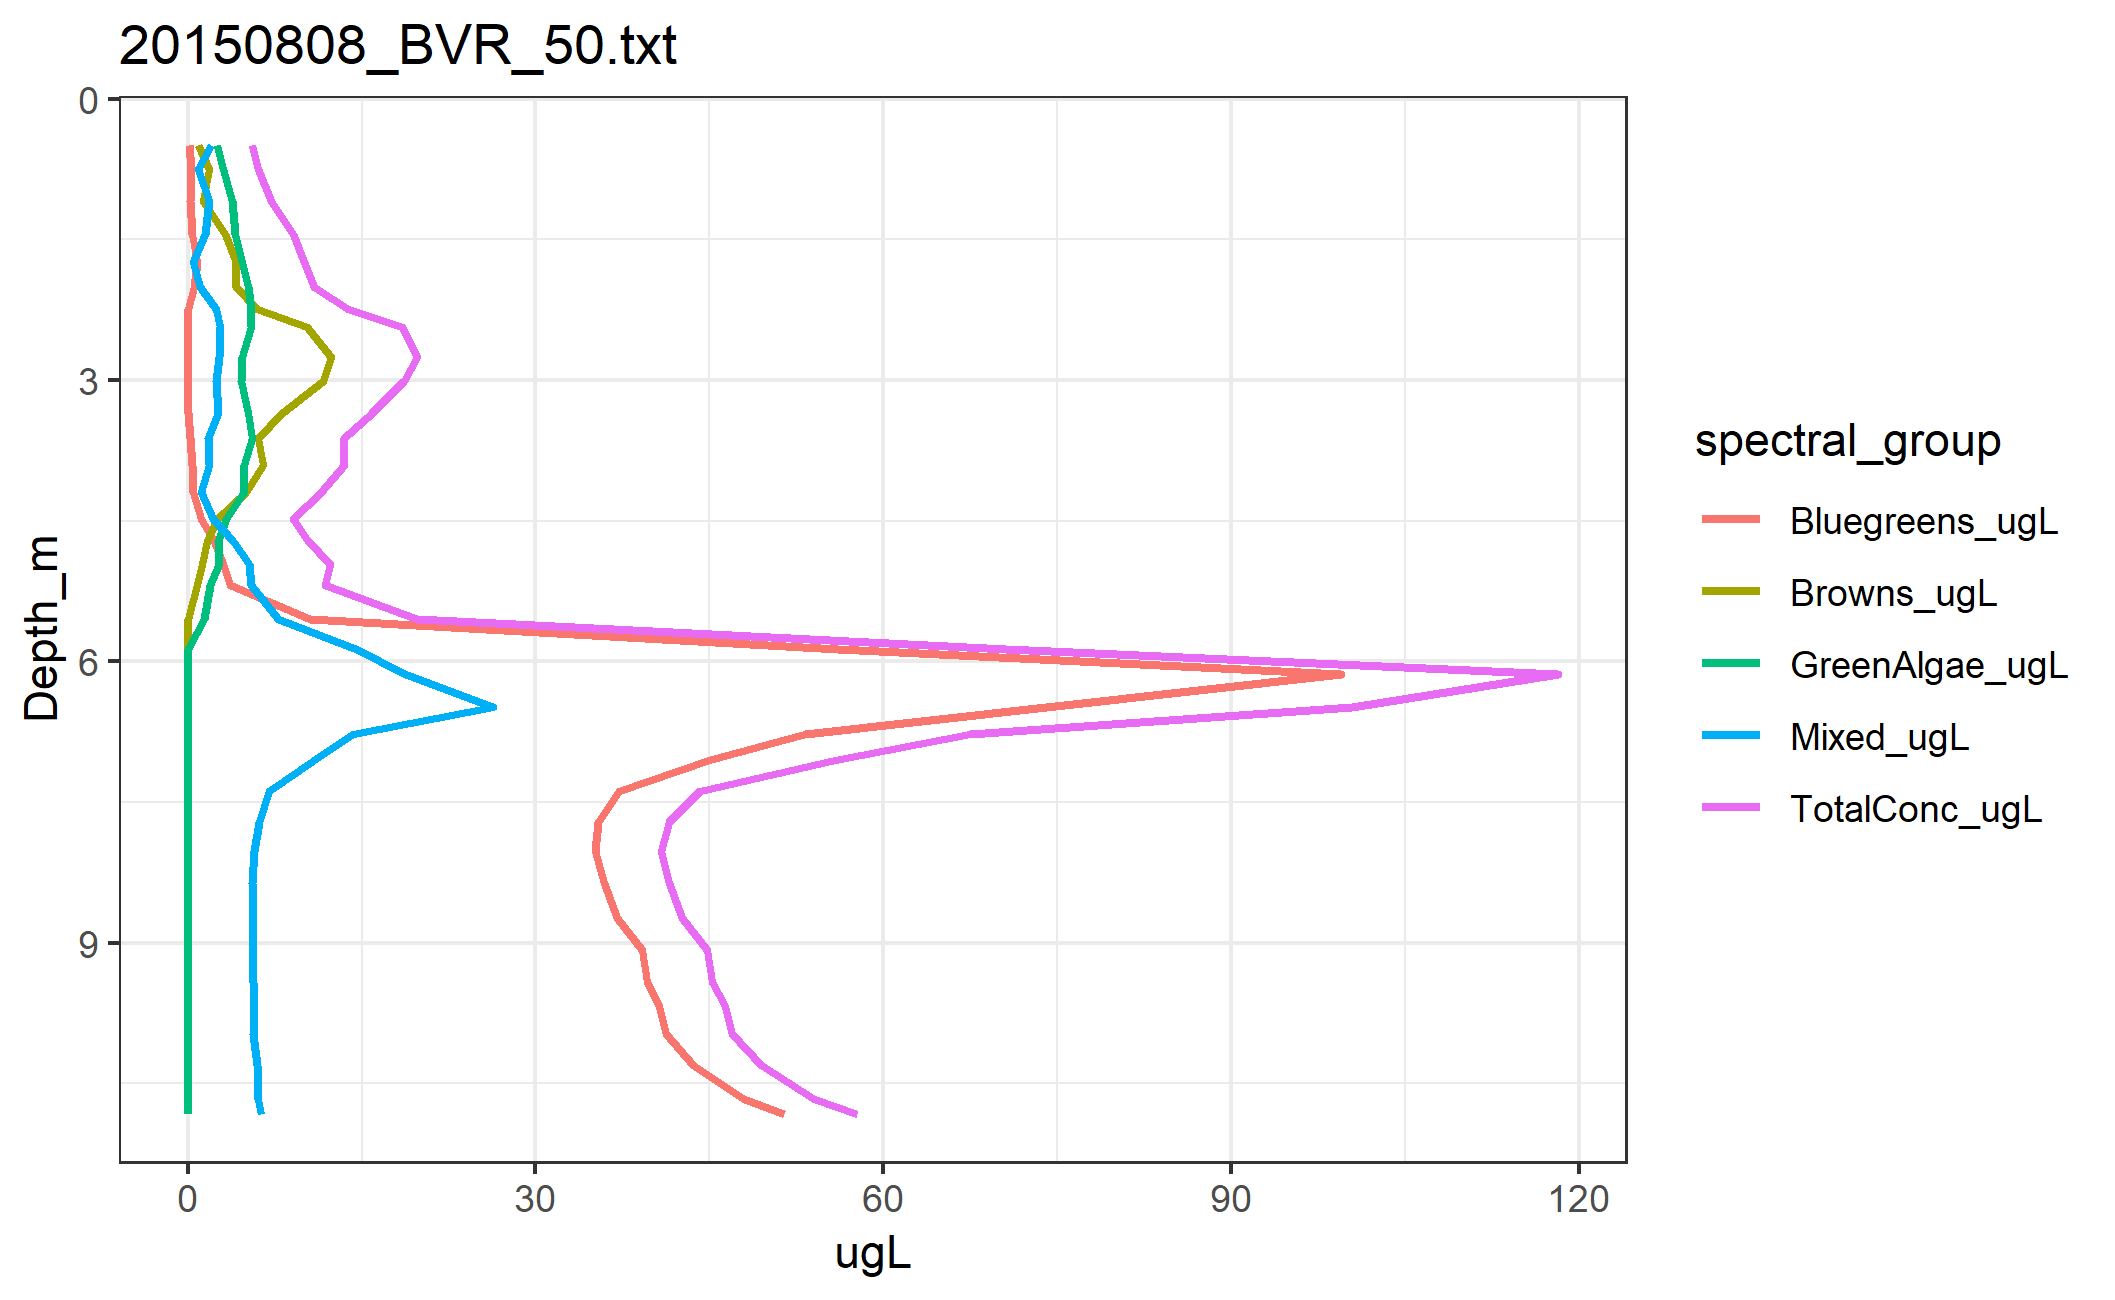 20150808_BVR_50.txt
0
3
6
9
Depth_m
0 30 60 90 120
ugL
spectral_group
Bluegreens_ugL
Browns_ugL
GreenAlgae_ugL
Mixed_ugL
TotalConc_ugL